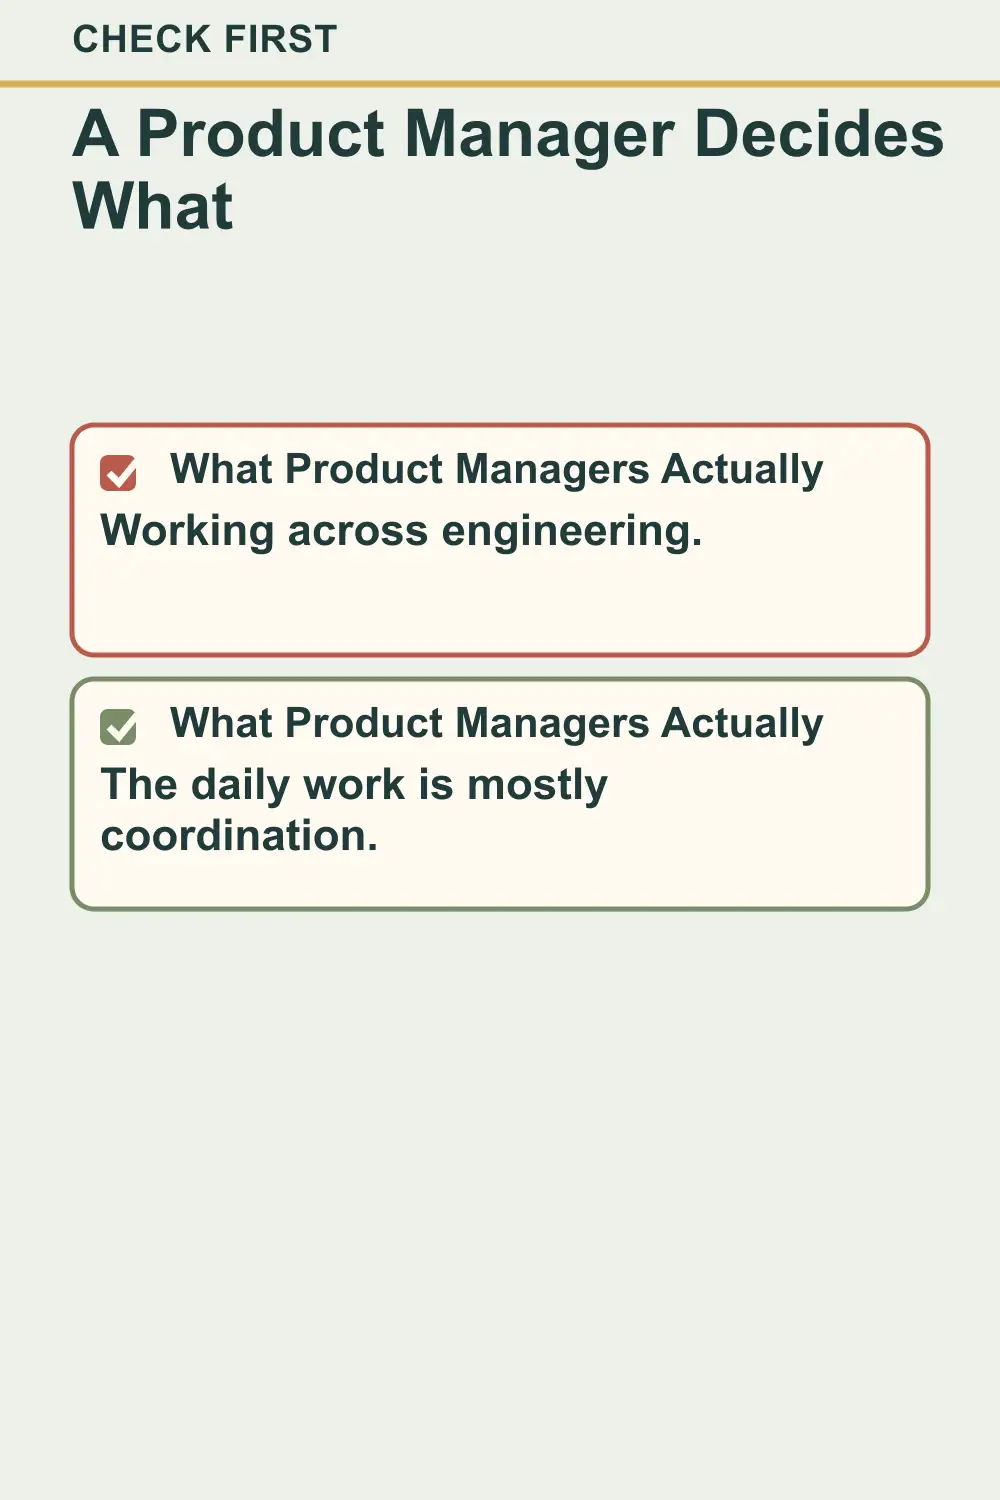 CHECK FIRST
A Product Manager Decides
What
What Product Managers Actually
Working across engineering.
What Product Managers Actually
The daily work is mostly
coordination.